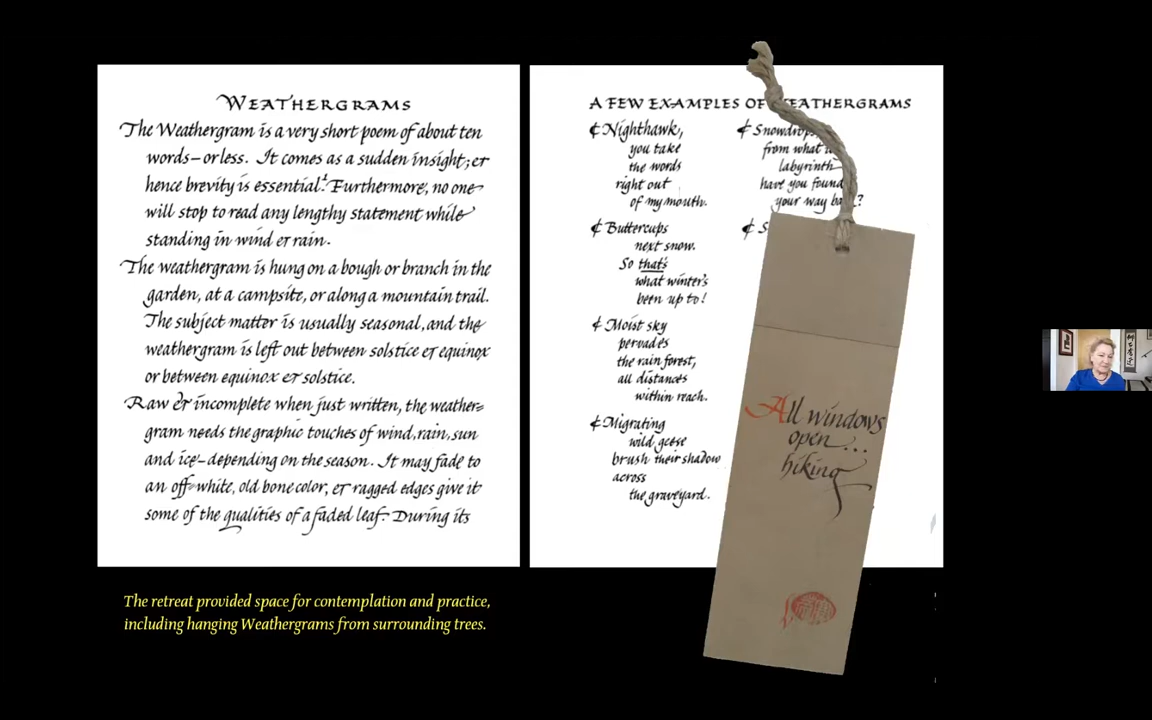 WEATHERGRAMS
The Weathergram is a very short poem of about ten
words—or less. It comes as a sudden insight; &
hence brevity is essential.¹ Furthermore, no one
will stop to read any lengthy statement while
standing in wind & rain.
The weathergram is hung on a bough or branch in the
garden, at a campsite, or along a mountain trail.
The subject matter is usually seasonal, and the
weathergram is left out between solstice & equinox
or between equinox & solstice.
Raw & incomplete when just written, the weather=
gram needs the graphic touches of wind, rain, sun
and ice—depending on the season. It may fade to
an off-white, old bone color, & ragged edges give it
some of the qualities of a faded leaf. During its
A FEW EXAMPLES OF WEATHERGRAMS
¢ Nighthawk,
you take
the words
right out
of my mouth.
¢ Buttercups
next snow.
So that's
what winter's
been up to!
¢ Moist sky
pervades
the rain forest,
all distances
within reach.
¢ Migrating
wild geese
brush their shadow
across
the graveyard.
¢ Snowdrop
from what
labyrinth
have you found
your way ?
¢ S
All windows
open...
hiking
The retreat provided space for contemplation and practice,
including hanging Weathergrams from surrounding trees.